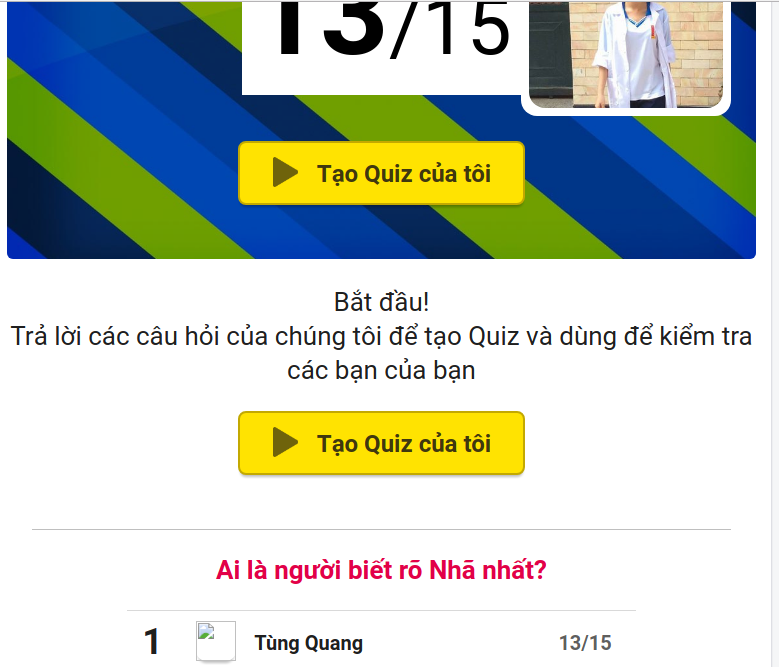 13/15
Tạo Quiz của tôi
Bắt đầu!
Trả lời các câu hỏi của chúng tôi để tạo Quiz và dùng để kiểm tra
các bạn của bạn
Tạo Quiz của tôi
Ai là người biết rõ Nhã nhất?
1 Tùng Quang 13/15